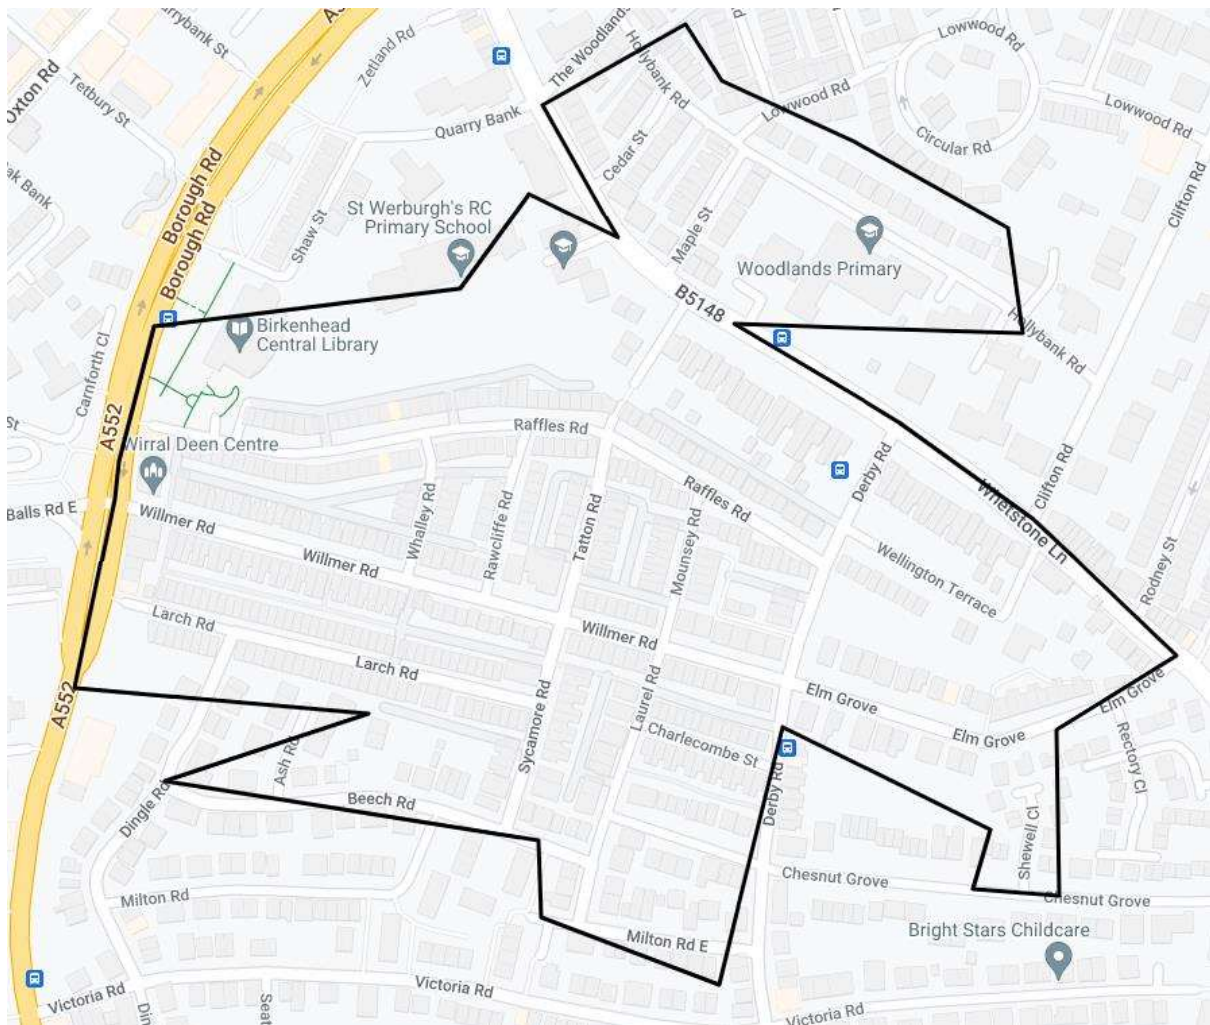 Zetland Rd
The Woodlands
Hollybank Rd
Lowwood Rd
Oxton Rd
Tetbury St
Quarry Bank
Lowwood Rd
Lowwood Rd
Circular Rd
Clifton Rd
Cedar St
Borough Rd
Borough Rd
Shaw St
St Werburgh's RC
Primary School
Maple St
Woodlands Primary
B5148
Hollybank Rd
Birkenhead
Central Library
Carnforth Cl
A552
Wirral Deen Centre
Raffles Rd
Derby Rd
Clifton Rd
Whetstone Ln
Raffles Rd
Balls Rd E
Willmer Rd
Whalley Rd
Rawcliffe Rd
Tatton Rd
Mounsey Rd
Wellington Terrace
Rodney St
Willmer Rd
Larch Rd
Willmer Rd
Larch Rd
A552
Sycamore Rd
Laurel Rd
Elm Grove
Elm Grove
Elm Grove
Charlecombe St
Rectory Cl
Ash Rd
Dingle Rd
Beech Rd
Derby Rd
Shewell Cl
Chesnut Grove
Chesnut Grove
Milton Rd
Milton Rd E
Bright Stars Childcare
Victoria Rd
Victoria Rd
Victoria Rd